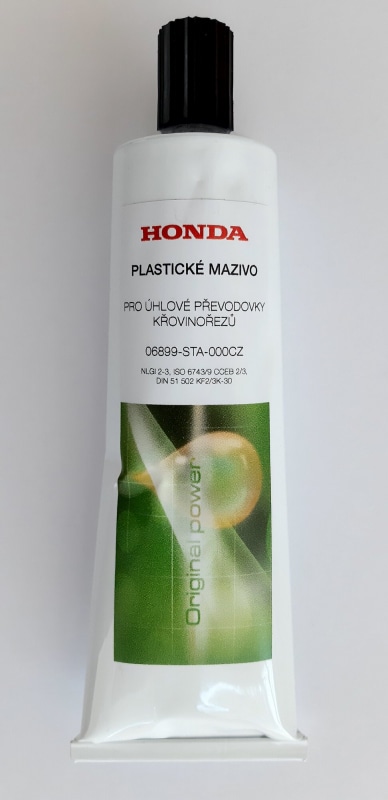 HONDA
PLASTICKÉ MAZIVO
PRO ÚHLOVÉ PŘEVODOVKY
KŘOVINOŘEZŮ
06899-STA-000CZ
NLGI 2-3, ISO 6743/9 CCEB 2/3,
DIN 51 502 KF2/3K-30
Original power